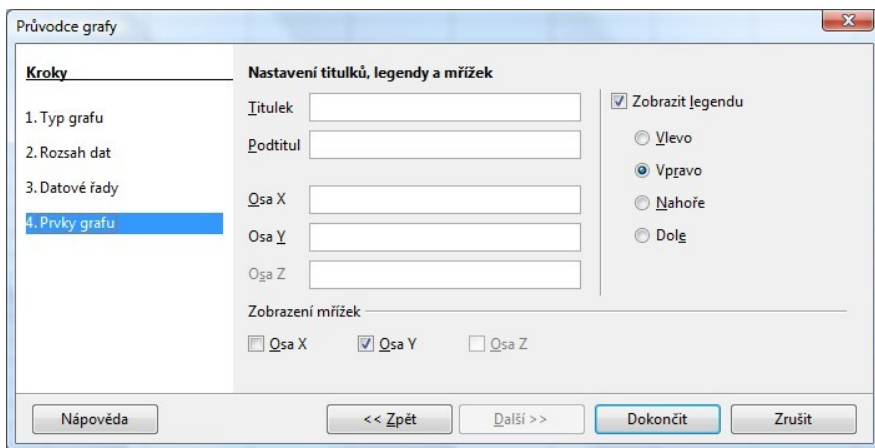 Průvodce grafy
Kroky
1. Typ grafu
2. Rozsah dat
3. Datové řady
4. Prvky grafu
Nastavení titulků, legendy a mřížek
Titulek
Podtitul
Osa X
Osa Y
Osa Z
Zobrazit legendu
Vlevo
Vpravo
Nahoře
Dole
Zobrazení mřížek
Osa X Osa Y Osa Z
Nápověda << Zpět Další >> Dokončit Zrušit